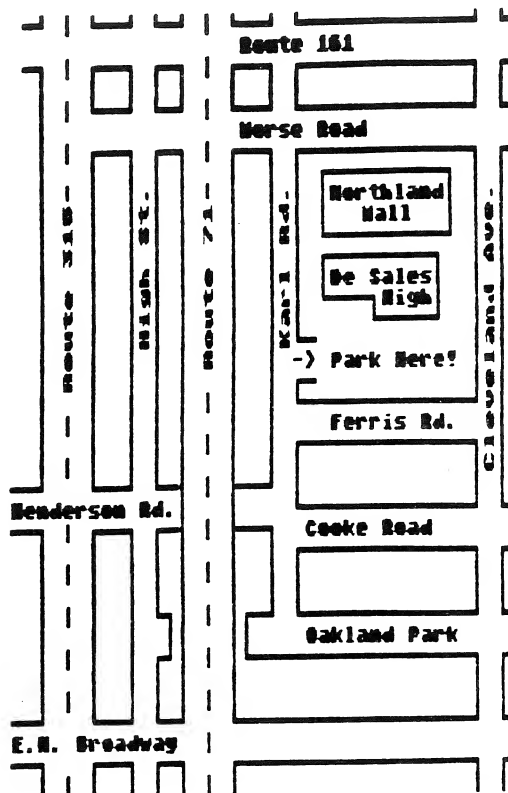 Route 161
Morse Road
Northland
Mall
Route 315
High St.
Route 71
Karl Rd.
Cleveland Ave.
De Sales
High
-> Park Here!
Ferris Rd.
Henderson Rd.
Cooke Road
Oakland Park
E.N. Broadway